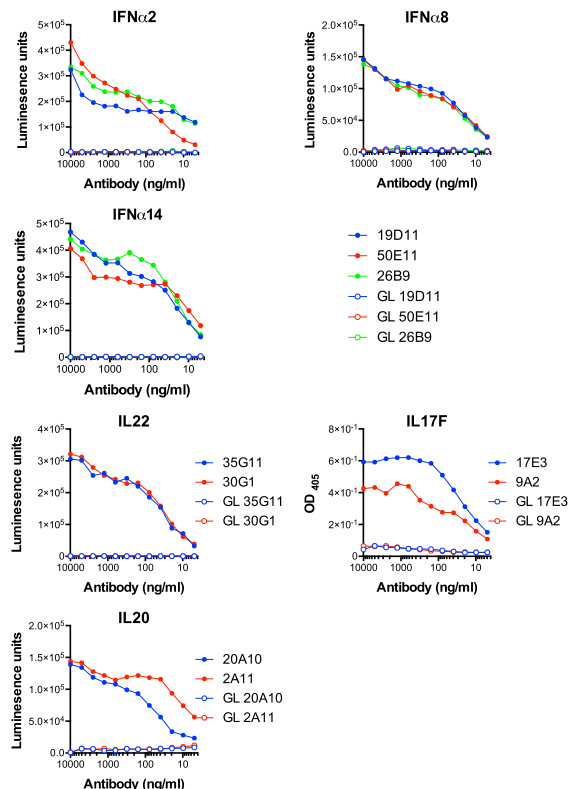 IFNα2
IFNα8
Luminesence units
5×10⁵
4×10⁵
3×10⁵
2×10⁵
1×10⁵
0
10000 1000 100 10
Antibody (ng/ml)
Luminesence units
2.0×10⁵
1.5×10⁵
1.0×10⁵
5.0×10⁴
0.0
10000 1000 100 10
Antibody (ng/ml)
IFNα14
Luminesence units
5×10⁵
4×10⁵
3×10⁵
2×10⁵
1×10⁵
0
10000 1000 100 10
Antibody (ng/ml)
19D11
50E11
26B9
GL 19D11
GL 50E11
GL 26B9
IL22
Luminesence units
4×10⁵
3×10⁵
2×10⁵
1×10⁵
0
10000 1000 100 10
Antibody (ng/ml)
35G11
30G1
GL 35G11
GL 30G1
IL17F
OD 405
8×10⁻¹
6×10⁻¹
4×10⁻¹
2×10⁻¹
0
10000 1000 100 10
Antibody (ng/ml)
17E3
9A2
GL 17E3
GL 9A2
IL20
Luminesence units
2.0×10⁵
1.5×10⁵
1.0×10⁵
5.0×10⁴
0.0
10000 1000 100 10
Antibody (ng/ml)
20A10
2A11
GL 20A10
GL 2A11